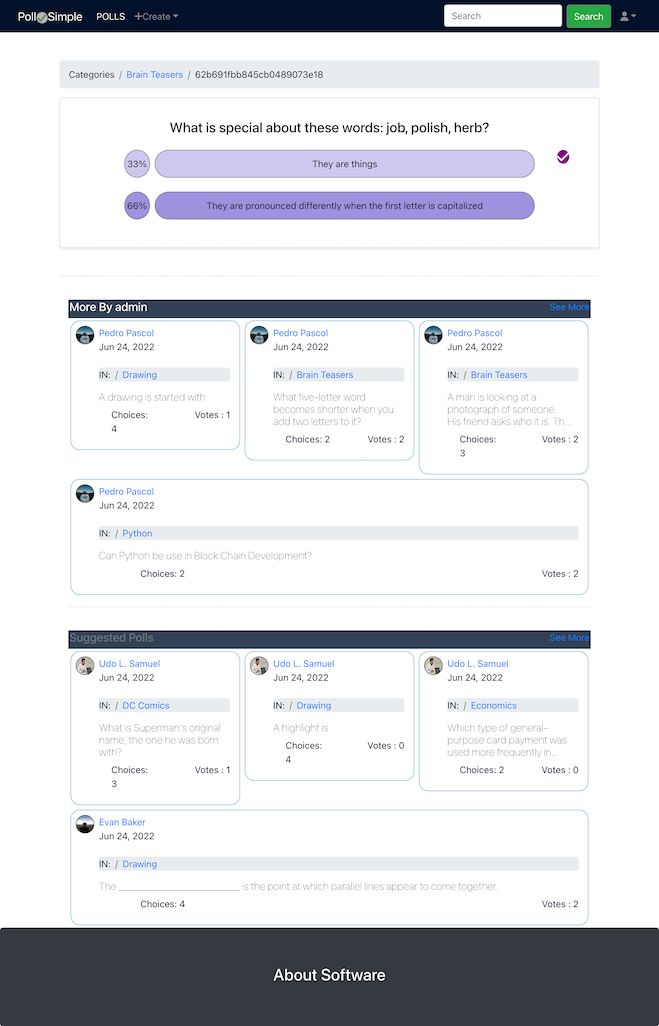 Poll Simple POLLS +Create Search Search
Categories / Brain Teasers / 62b691fbb845cb0489073e18
What is special about these words: job, polish, herb?
33% They are things
66% They are pronounced differently when the first letter is capitalized
More By admin See More
Pedro Pascol
Jun 24, 2022
IN: / Drawing
A drawing is started with
Choices:
4
Votes : 1
Pedro Pascol
Jun 24, 2022
IN: / Brain Teasers
What five-letter word
becomes shorter when you
add two letters to it?
Choices: 2 Votes : 2
Pedro Pascol
Jun 24, 2022
IN: / Brain Teasers
A man is looking at a
photograph of someone.
His friend asks who it is. Th...
Choices:
3
Votes : 2
Pedro Pascol
Jun 24, 2022
IN: / Python
Can Python be use in Block Chain Development?
Choices: 2 Votes : 2
Suggested Polls See More
Udo L. Samuel
Jun 24, 2022
IN: / DC Comics
What is Superman's original
name, the one he was born
with?
Choices:
3
Votes : 1
Udo L. Samuel
Jun 24, 2022
IN: / Drawing
A highlight is
Choices:
4
Votes : 0
Udo L. Samuel
Jun 24, 2022
IN: / Economics
Which type of general-
purpose card payment was
used more frequently in...
Choices: 2 Votes : 0
Evan Baker
Jun 24, 2022
IN: / Drawing
The _________________________ is the point at which parallel lines appear to come together.
Choices: 4 Votes : 2
About Software